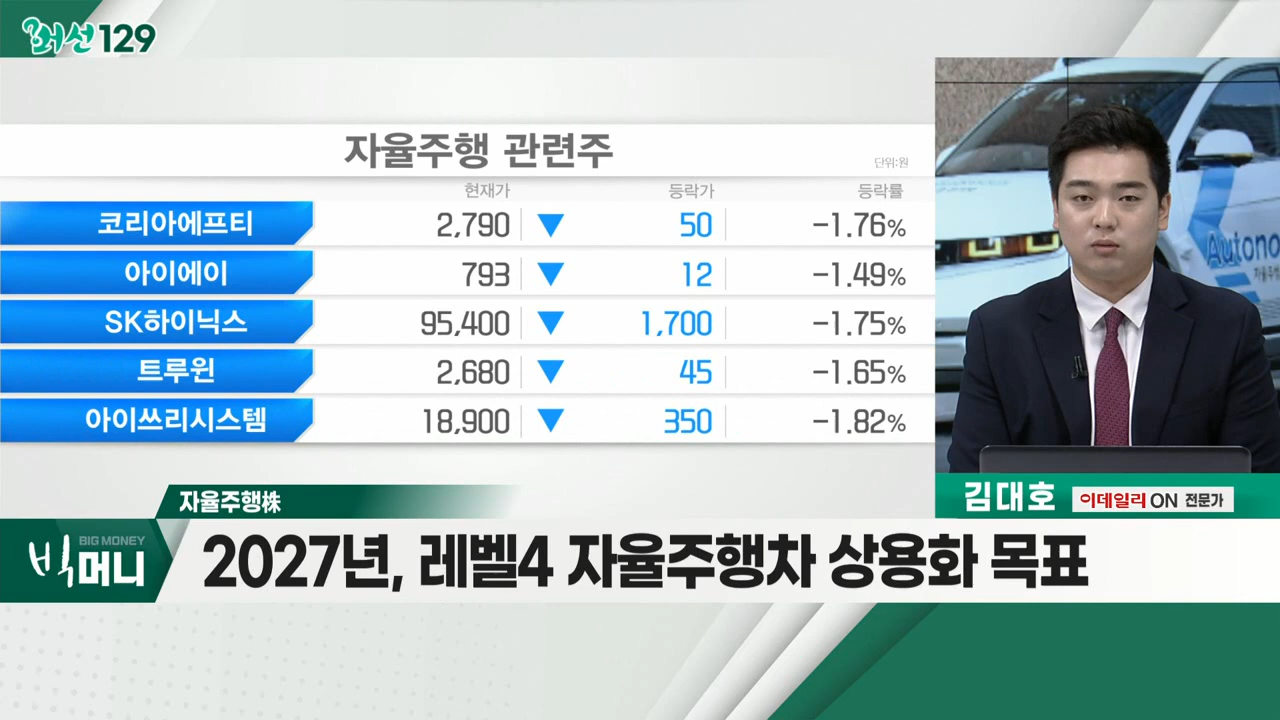 최선129
자율주행 관련주
단위:원
현재가 등락가 등락률
코리아에프티 2,790 ▼ 50 -1.76%
아이에이 793 ▼ 12 -1.49%
SK하이닉스 95,400 ▼ 1,700 -1.75%
트루윈 2,680 ▼ 45 -1.65%
아이쓰리시스템 18,900 ▼ 350 -1.82%
Autono
자율주행
김대호 이데일리ON 전문가
자율주행株
BIG MONEY
빅머니
2027년, 레벨4 자율주행차 상용화 목표